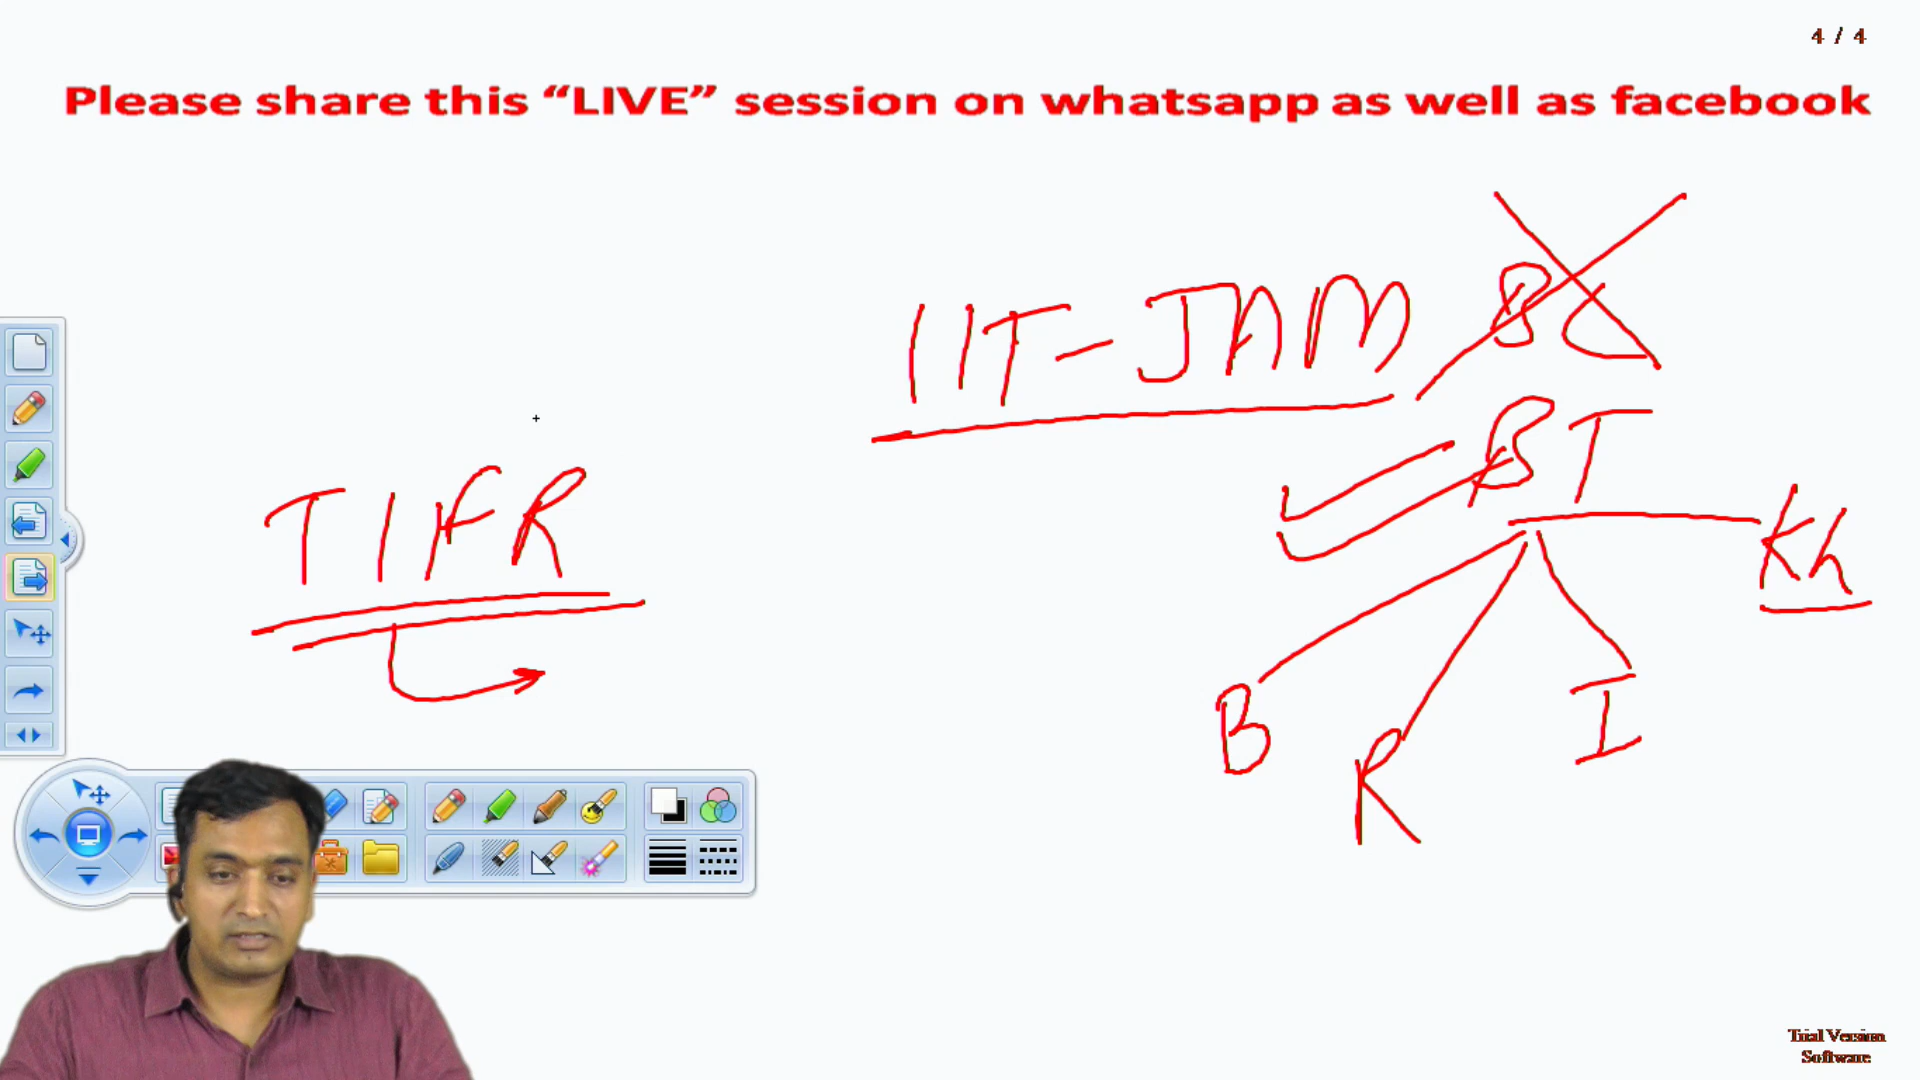 4 / 4
Please share this “LIVE” session on whatsapp as well as facebook
IIT-JAM
BT
Kh
TIFR
B
R
I
Trial Version
Software